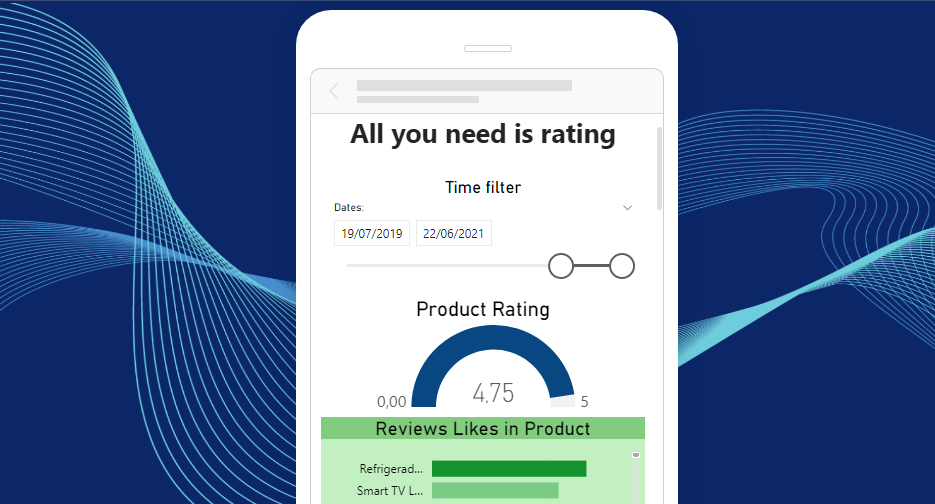 All you need is rating
Time filter
Dates:
19/07/2019 22/06/2021
Product Rating
4.75
0,00 5
Reviews Likes in Product
Refrigerad...
Smart TV L...